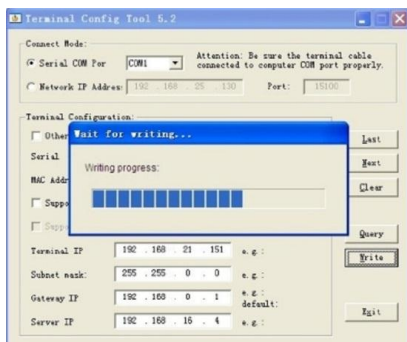 Terminal Config Tool 5.2
Connect Mode:
Serial COM Por
COM1
Attention: Be sure the terminal cable
connected to computer COM port properly.
Network IP Addres:
192 . 168 . 25 . 130
Port:
15100
Terminal Configuration:
Other
Wait for writing...
Last
Serial
Writing progress:
Next
MAC Addr
Clear
Suppo
Suppo
Query
Terminal IP
192 . 168 . 21 . 151
e.g.:
Write
Subnet mask:
255 . 255 . 0 . 0
e.g.:
Gateway IP
192 . 168 . 0 . 1
e.g.:
default:
Server IP
192 . 168 . 16 . 4
e.g.:
Exit